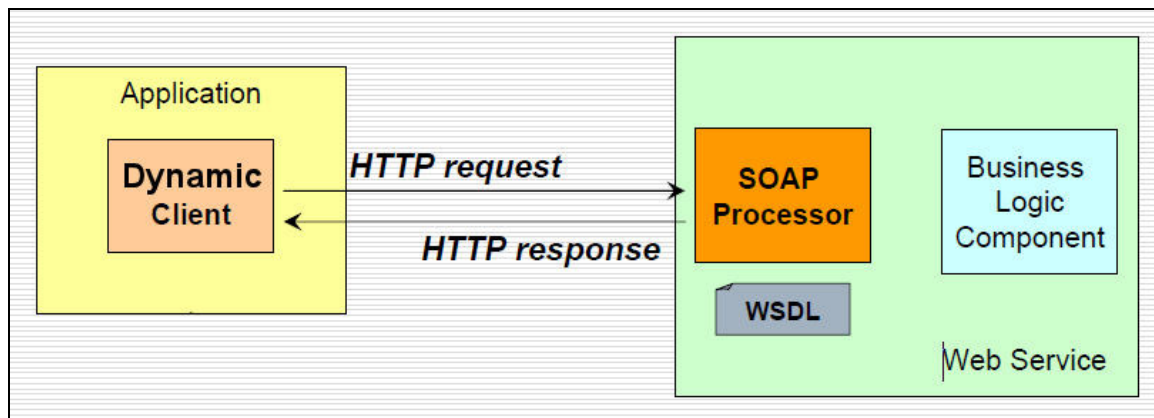 Application
Dynamic
Client
HTTP request
HTTP response
SOAP
Processor
WSDL
Business
Logic
Component
Web Service